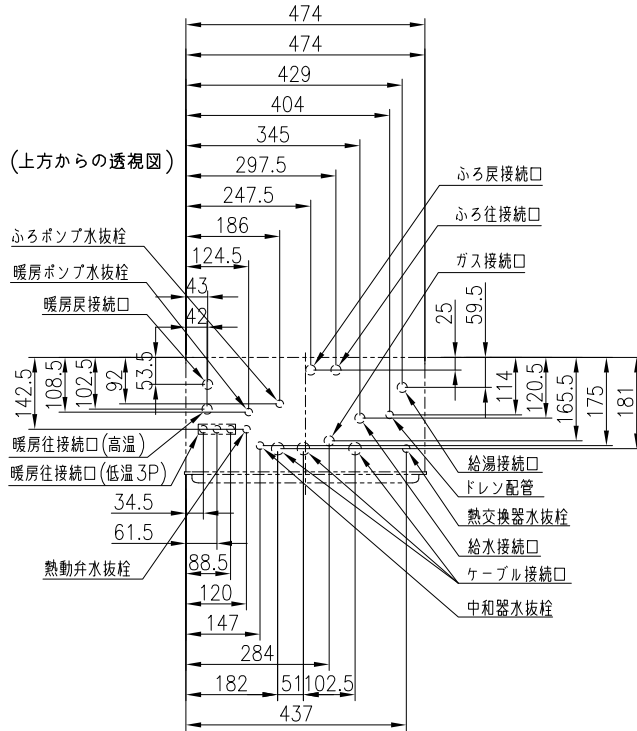 474
474
429
404
345
(上方からの透視図)
297.5
ふろ戻接続口
247.5
ふろ往接続口
186
ふろポンプ水抜栓
124.5
ガス接続口
暖房ポンプ水抜栓
43
暖房戻接続口
42
25
59.5
142.5
108.5
102.5
92
53.5
114
120.5
165.5
175
181
暖房往接続口(高温)
給湯接続口
暖房往接続口(低温3P)
ドレン配管
34.5
熱交換器水抜栓
61.5
給水接続口
88.5
熱動弁水抜栓
ケーブル接続口
120
中和器水抜栓
147
284
182
51
102.5
437